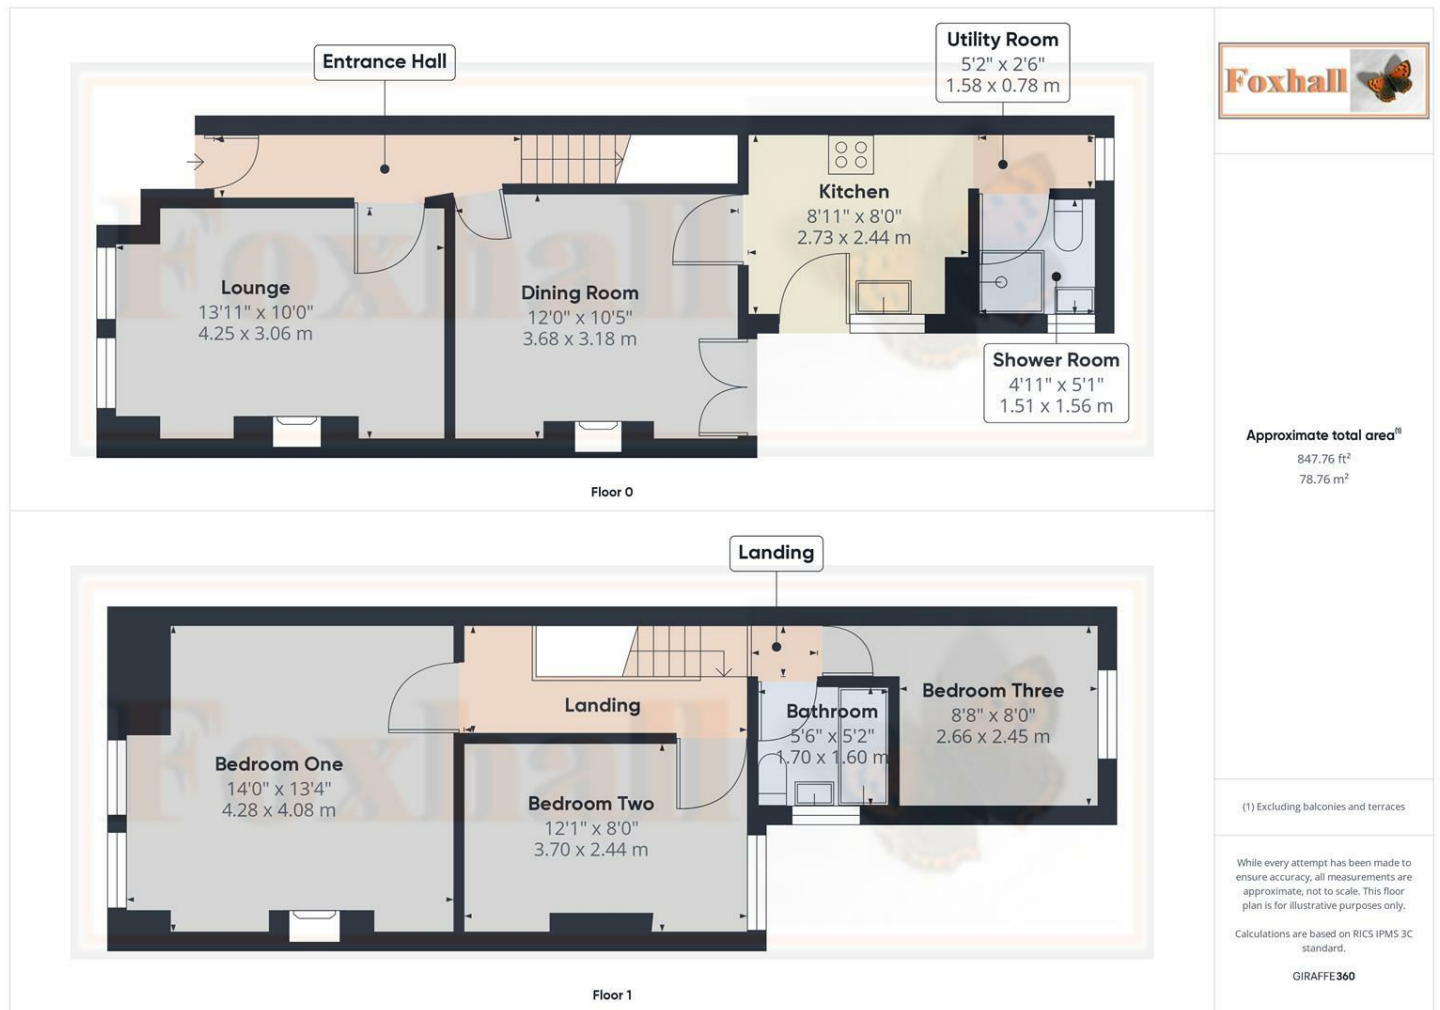 Entrance Hall
Utility Room
5'2" x 2'6"
1.58 x 0.78 m
Kitchen
8'11" x 8'0"
2.73 x 2.44 m
Lounge
13'11" x 10'0"
4.25 x 3.06 m
Dining Room
12'0" x 10'5"
3.68 x 3.18 m
Shower Room
4'11" x 5'1"
1.51 x 1.56 m
Foxhall
Floor 0
Landing
Landing
Bathroom
5'6" x 5'2"
1.70 x 1.60 m
Bedroom Three
8'8" x 8'0"
2.66 x 2.45 m
Bedroom One
14'0" x 13'4"
4.28 x 4.08 m
Bedroom Two
12'1" x 8'0"
3.70 x 2.44 m
Foxhall
Floor 1
Foxhall
Approximate total area(1)
847.76 ft²
78.76 m²
(1) Excluding balconies and terraces
While every attempt has been made to
ensure accuracy, all measurements are
approximate, not to scale. This floor
plan is for illustrative purposes only.
Calculations are based on RICS IPMS 3C
standard.
GIRAFFE360